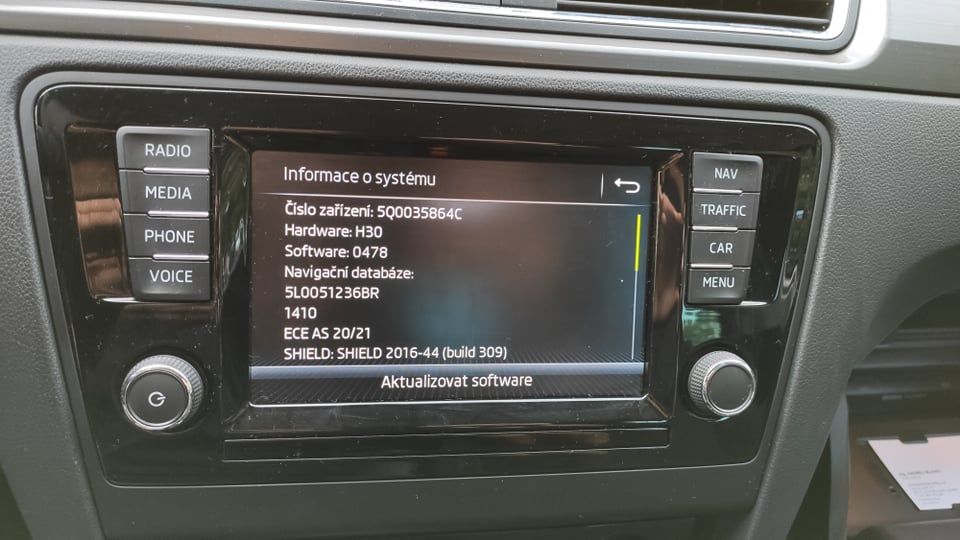 RADIO
MEDIA
PHONE
VOICE
Informace o systému
Číslo zařízení: 5Q0035864C
Hardware: H30
Software: 0478
Navigační databáze:
5L0051236BR
1410
ECE AS 20/21
SHIELD: SHIELD 2016-44 (build 309)
Aktualizovat software
NAV
TRAFFIC
CAR
MENU